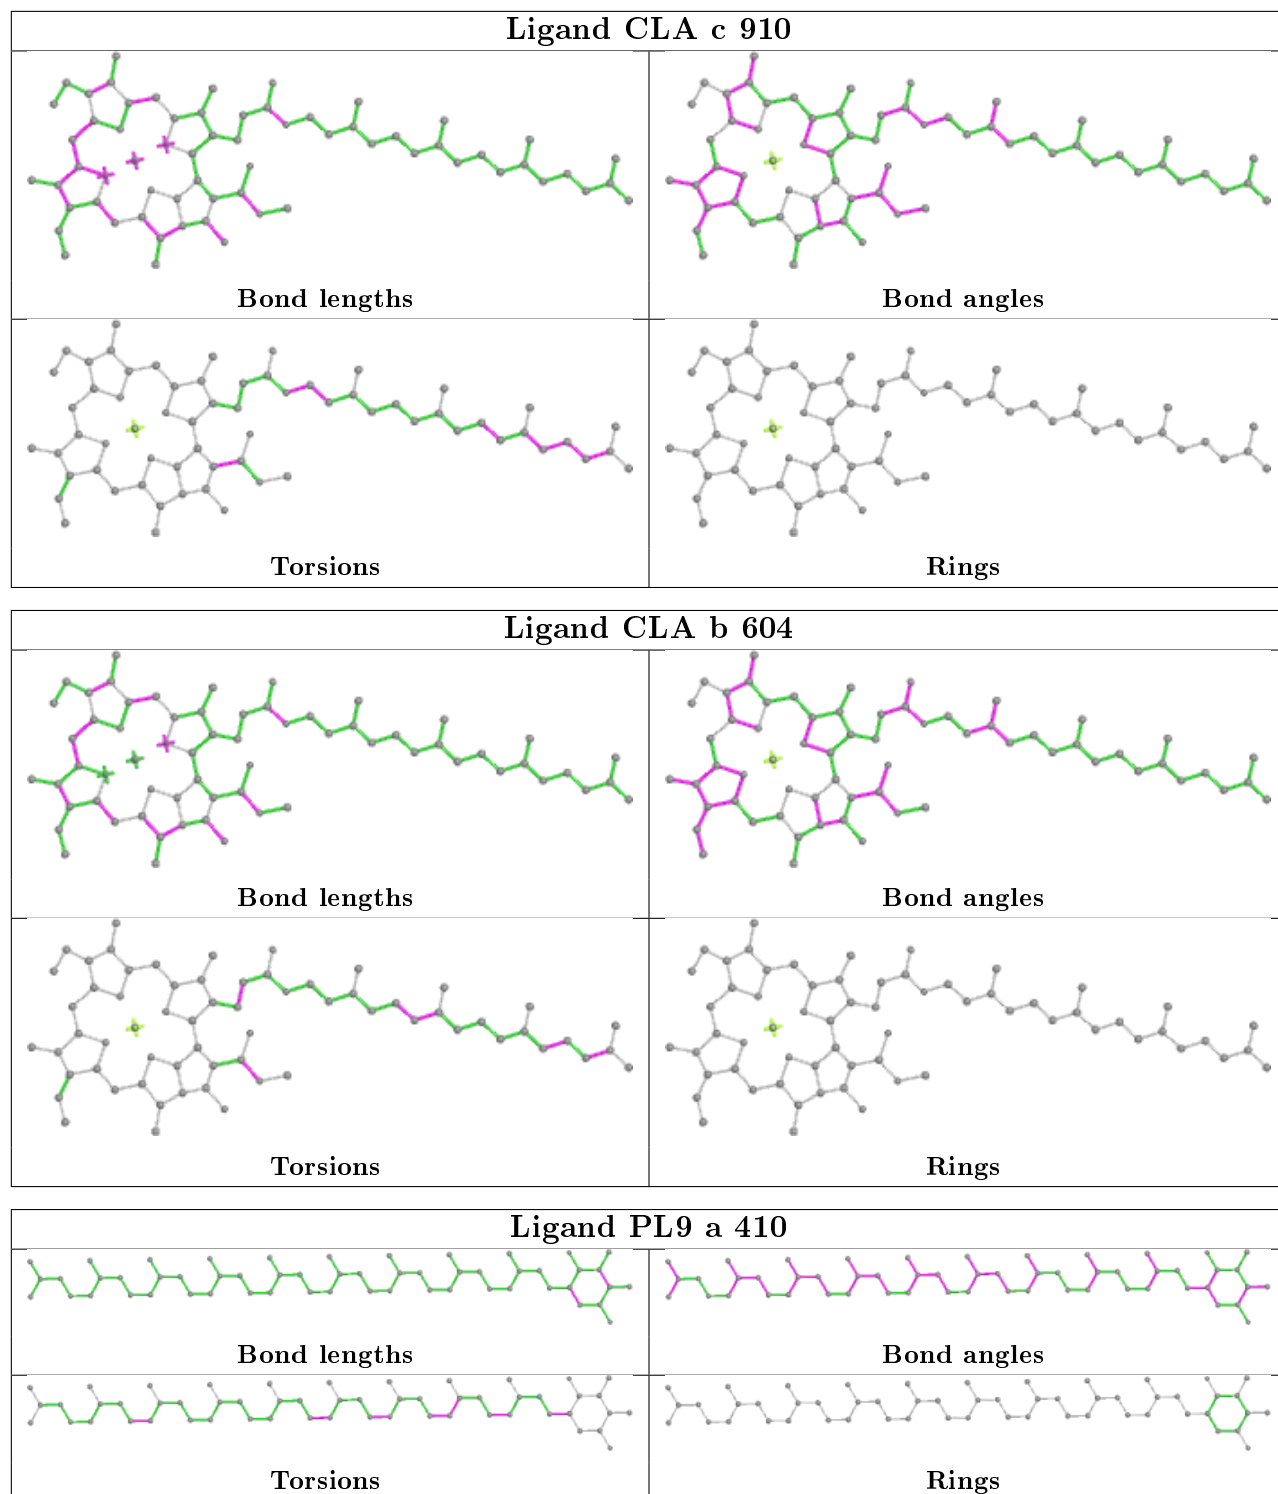 Ligand CLA c 910
Bond lengths
Bond angles
Torsions
Rings
Ligand CLA b 604
Bond lengths
Bond angles
Torsions
Rings
Ligand PL9 a 410
Bond lengths
Bond angles
Torsions
Rings